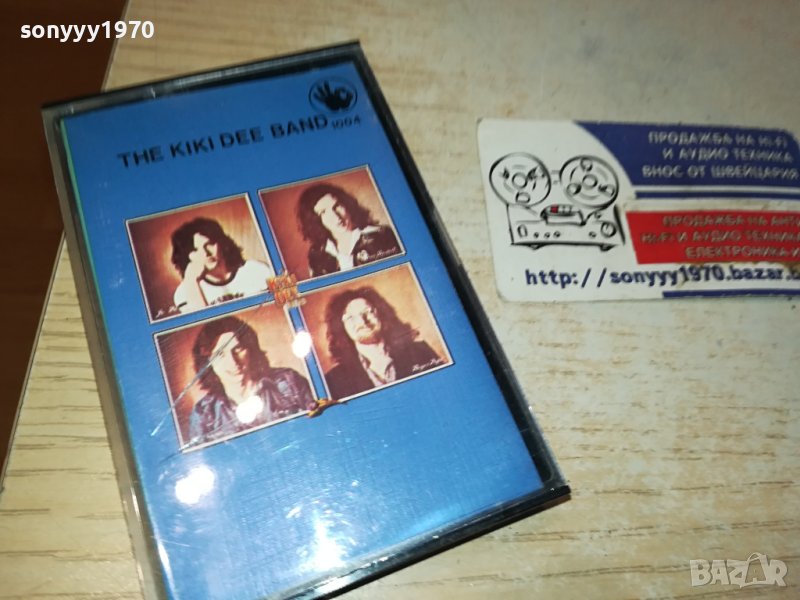 sonyyy1970
THE KIKI DEE BAND
1004
ПРОДАЖБА НА HI-FI
И АУДИО ТЕХНИКА
ВНОС ОТ ШВЕЙЦАРИЯ
ПРОДАЖБА НА АНТ
HI-FI И АУДИО ТЕХНИКА
ЕЛЕКТРОНИКА И
http://sonyyy1970.bazar.b
BAZAR